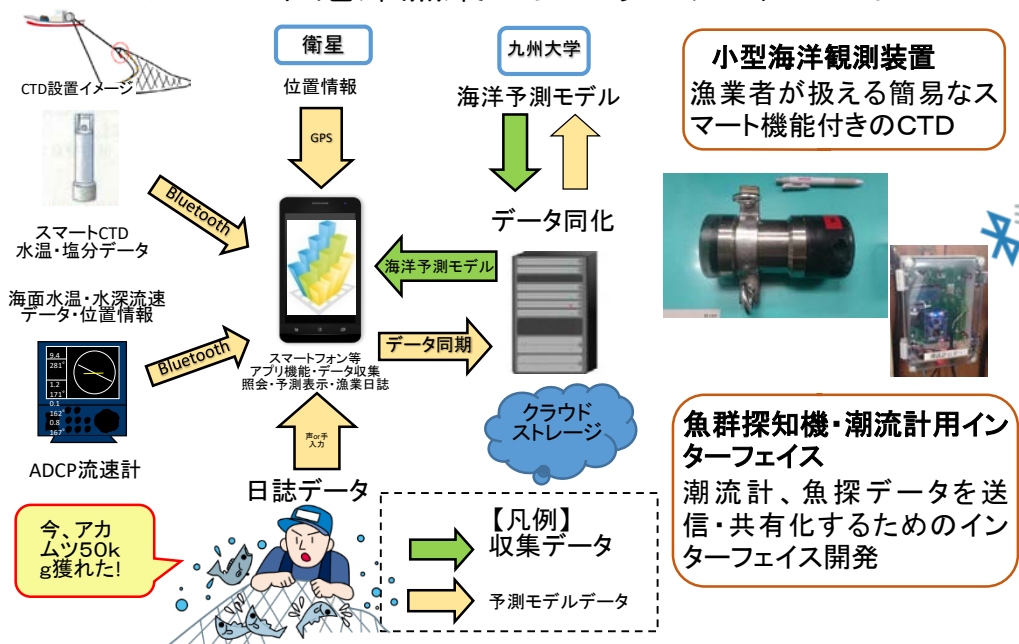 CTD設置イメージ
衛星
位置情報
GPS
九州大学
海洋予測モデル
データ同化
小型海洋観測装置
漁業者が扱える簡易なス
マート機能付きのCTD
Bluetooth
スマートCTD
水温・塩分データ
海洋予測モデル
海面水温・水深流速
データ・位置情報
Bluetooth
9.4
281°
1.2
171°
0.1
162°
0.8
167°
ADCP流速計
データ同期
スマートフォン等
アプリ機能・データ収集
照会・予測表示・漁業日誌
声or手
入力
日誌データ
クラウド
ストレージ
魚群探知機・潮流計用イン
ターフェイス
潮流計、魚探データを送
信・共有化するためのイン
ターフェイス開発
今、アカ
ムツ50k
g獲れた!
【凡例】
収集データ
予測モデルデータ